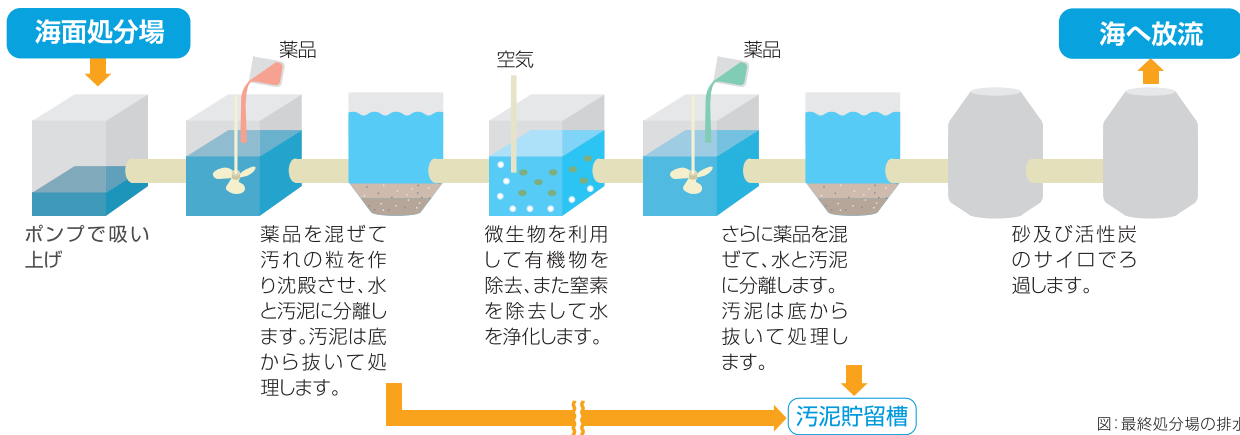 海面処分場
海へ放流
薬品
空気
薬品
ポンプで吸い
上げ
薬品を混ぜて
汚れの粒を作
り沈殿させ、水
と汚泥に分離し
ます。汚泥は底
から抜いて処
理します。
微生物を利用
して有機物を
除去、また窒素
を除去して水
を浄化します。
さらに薬品を混
ぜて、水と汚泥
に分離します。
汚泥は底から
抜いて処理し
ます。
砂及び活性炭
のサイロでろ
過します。
汚泥貯留槽
図：最終処分場の排水